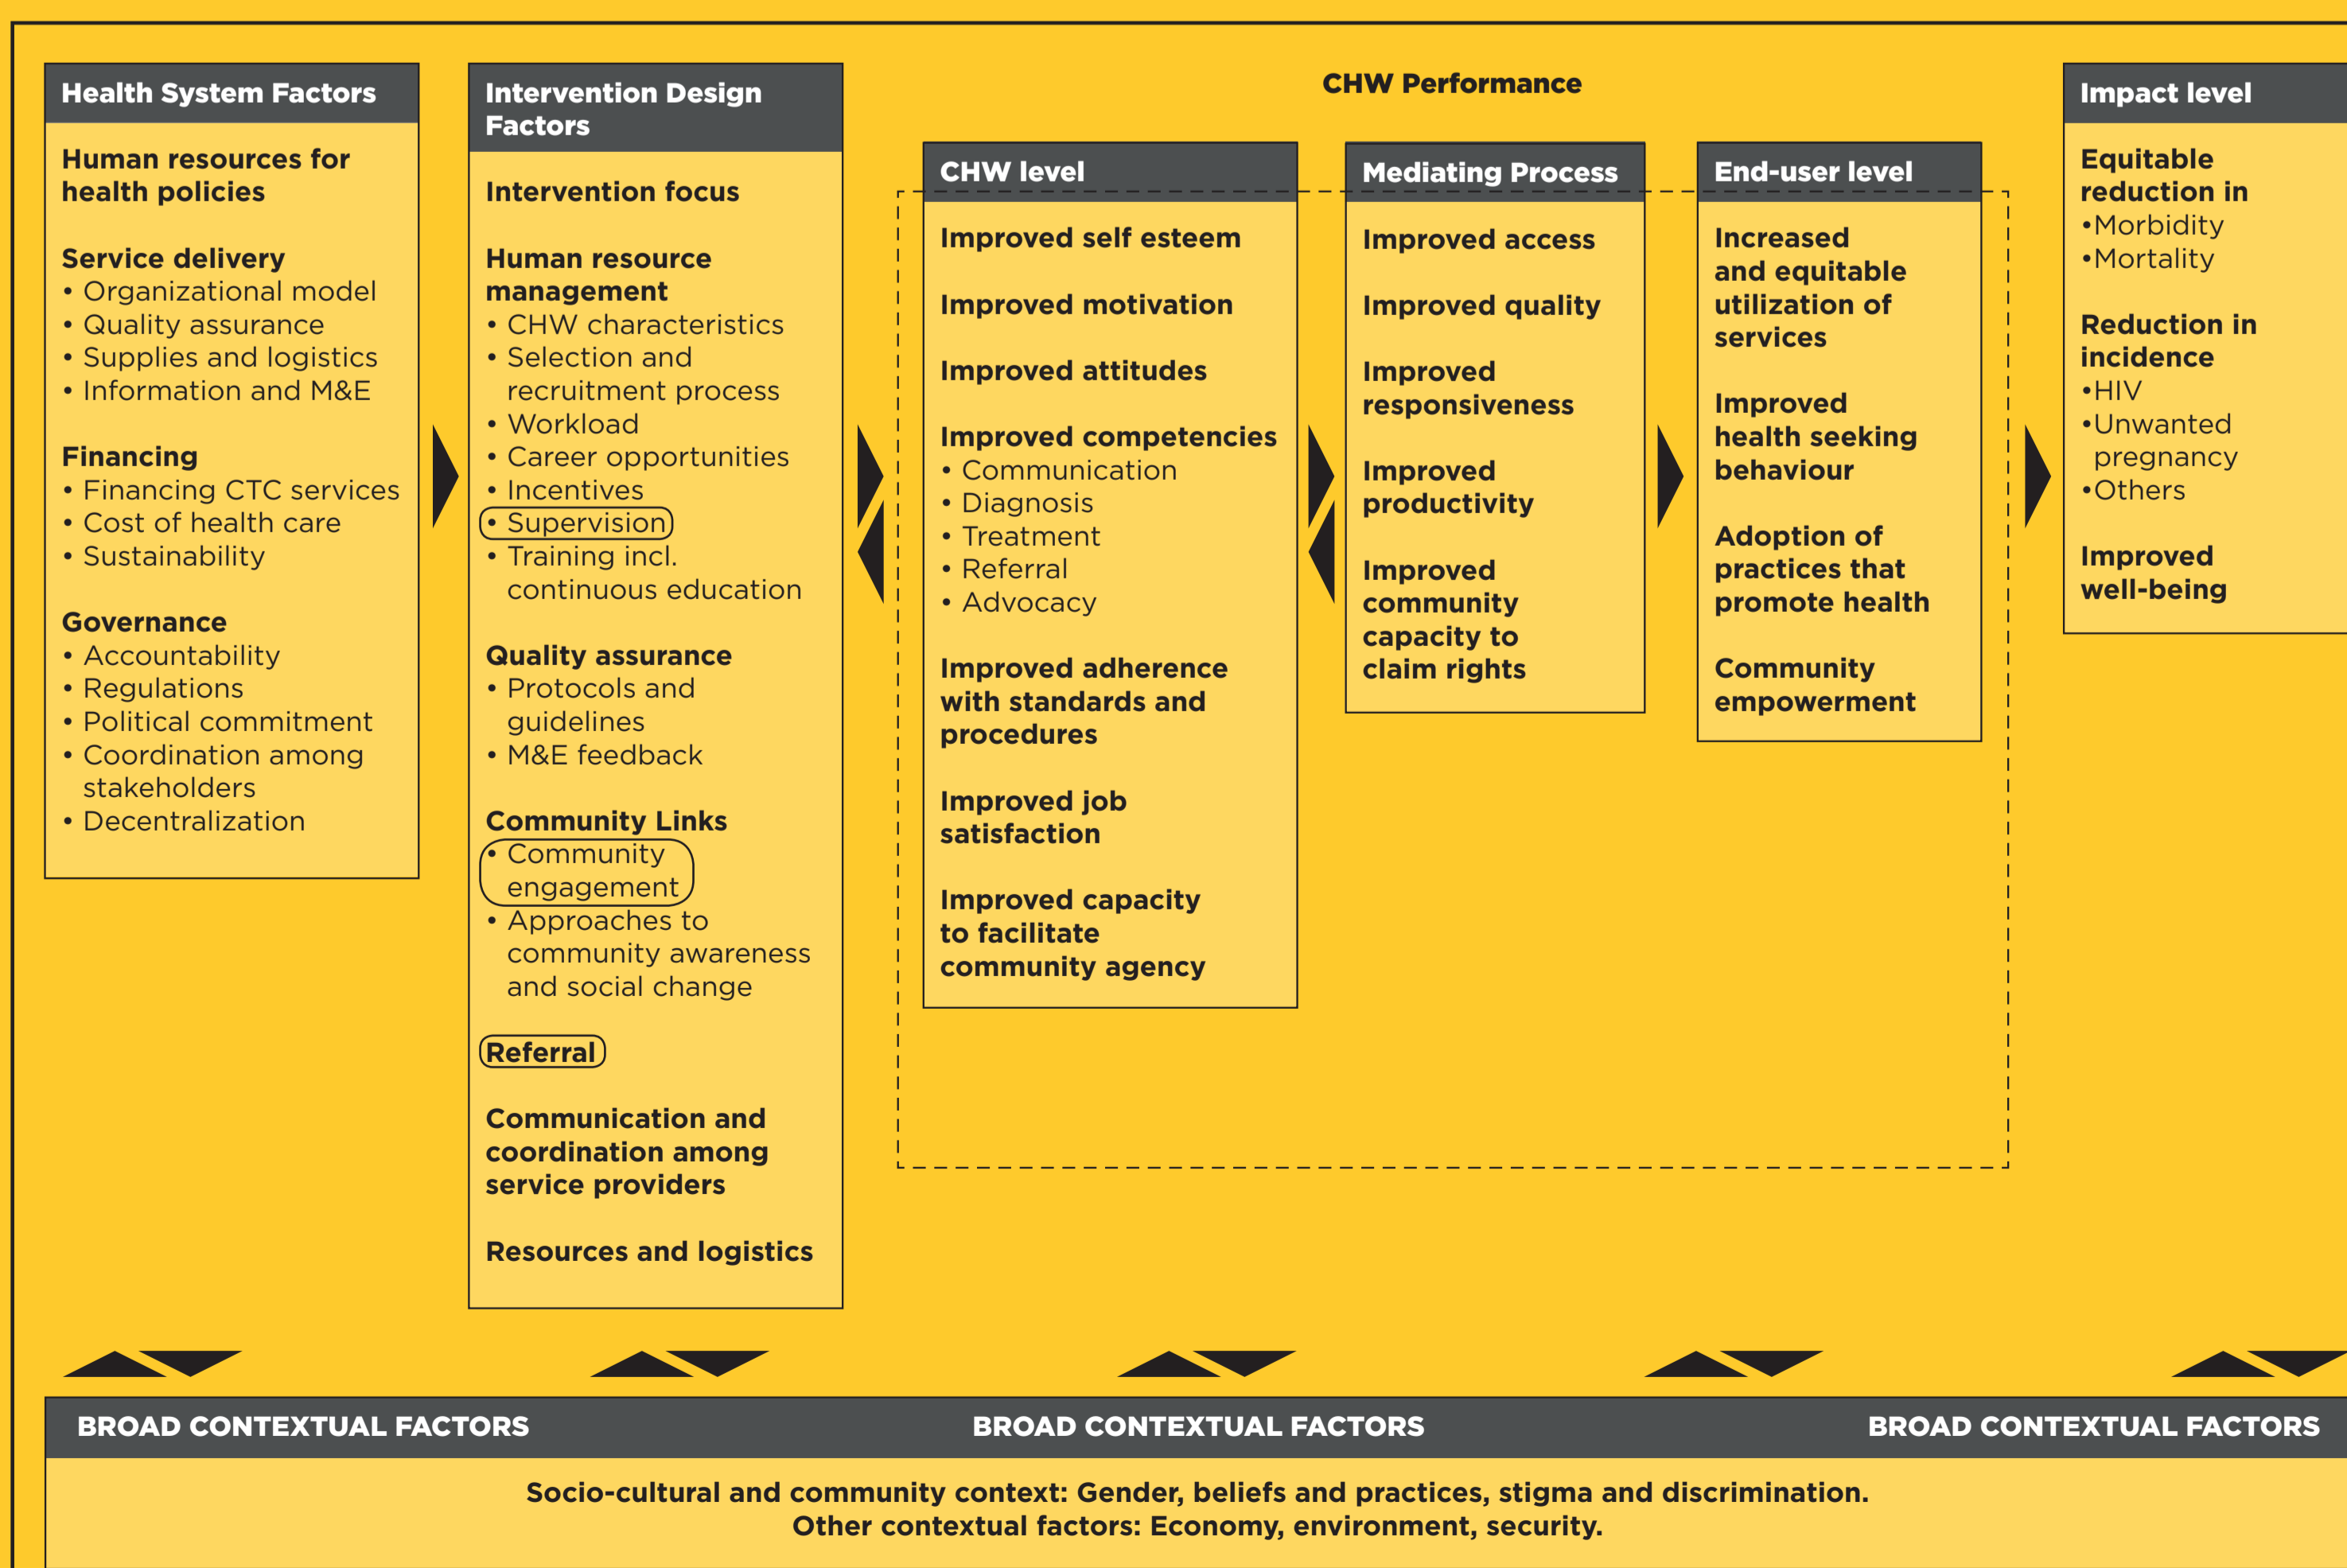 Health System Factors
Human resources for
health policies
Service delivery
• Organizational model
• Quality assurance
• Supplies and logistics
• Information and M&E
Financing
• Financing CTC services
• Cost of health care
• Sustainability
Governance
• Accountability
• Regulations
• Political commitment
• Coordination among
stakeholders
• Decentralization
Intervention Design
Factors
Intervention focus
Human resource
management
• CHW characteristics
• Selection and
recruitment process
• Workload
• Career opportunities
• Incentives
• Supervision
• Training incl.
continuous education
Quality assurance
• Protocols and
guidelines
• M&E feedback
Community Links
• Community
engagement
• Approaches to
community awareness
and social change
Referral
Communication and
coordination among
service providers
Resources and logistics
CHW Performance
CHW level
Improved self esteem
Improved motivation
Improved attitudes
Improved competencies
• Communication
• Diagnosis
• Treatment
• Referral
• Advocacy
Improved adherence
with standards and
procedures
Improved job
satisfaction
Improved capacity
to facilitate
community agency
Mediating Process
Improved access
Improved quality
Improved
responsiveness
Improved
productivity
Improved
community
capacity to
claim rights
End-user level
Increased
and equitable
utilization of
services
Improved
health seeking
behaviour
Adoption of
practices that
promote health
Community
empowerment
Impact level
Equitable
reduction in
•Morbidity
•Mortality
Reduction in
incidence
•HIV
•Unwanted
pregnancy
•Others
Improved
well-being
BROAD CONTEXTUAL FACTORS
BROAD CONTEXTUAL FACTORS
BROAD CONTEXTUAL FACTORS
Socio-cultural and community context: Gender, beliefs and practices, stigma and discrimination.
Other contextual factors: Economy, environment, security.